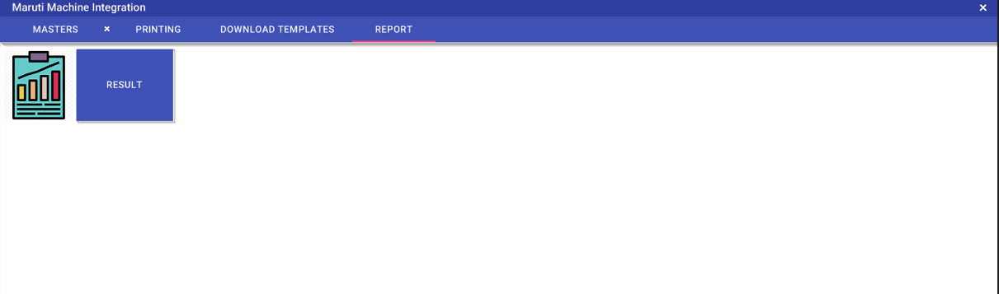 Maruti Machine Integration
MASTERS PRINTING DOWNLOAD TEMPLATES REPORT
RESULT